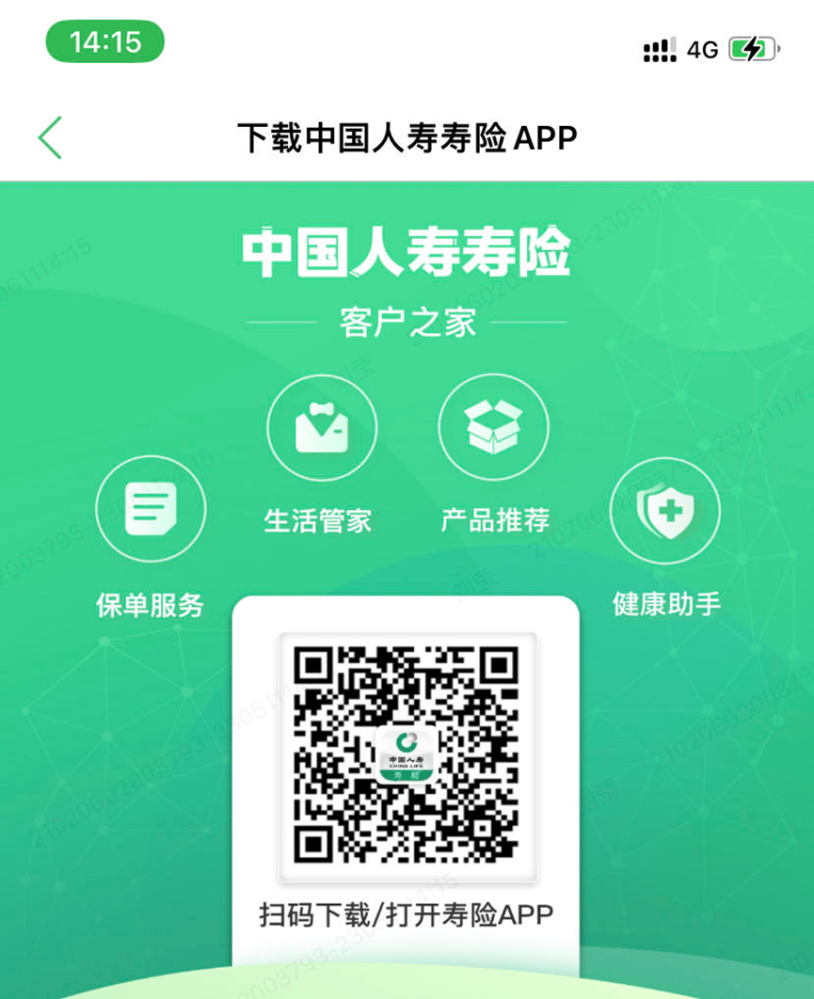 14:15
4G
下载中国人寿寿险APP
中国人寿寿险
客户之家
生活管家
产品推荐
保单服务
健康助手
中国人寿
CHINA LIFE
寿险
扫码下载/打开寿险APP